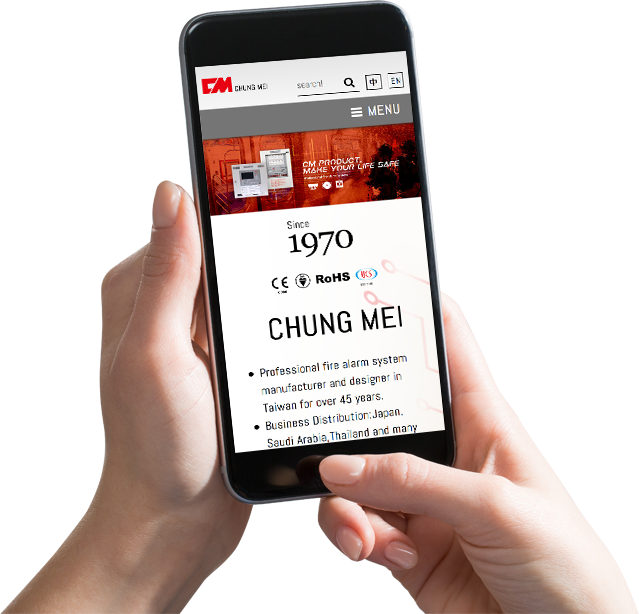 CM CHUNG MEI
search!
中
EN
MENU
CM PRODUCT,
MAKE YOUR LIFE SAFE
Since
1970
CE
RoHS
UCS
CHUNG MEI
Professional fire alarm system
manufacturer and designer in
Taiwan for over 45 years.
Business Distribution:Japan,
Saudi Arabia,Thailand and many